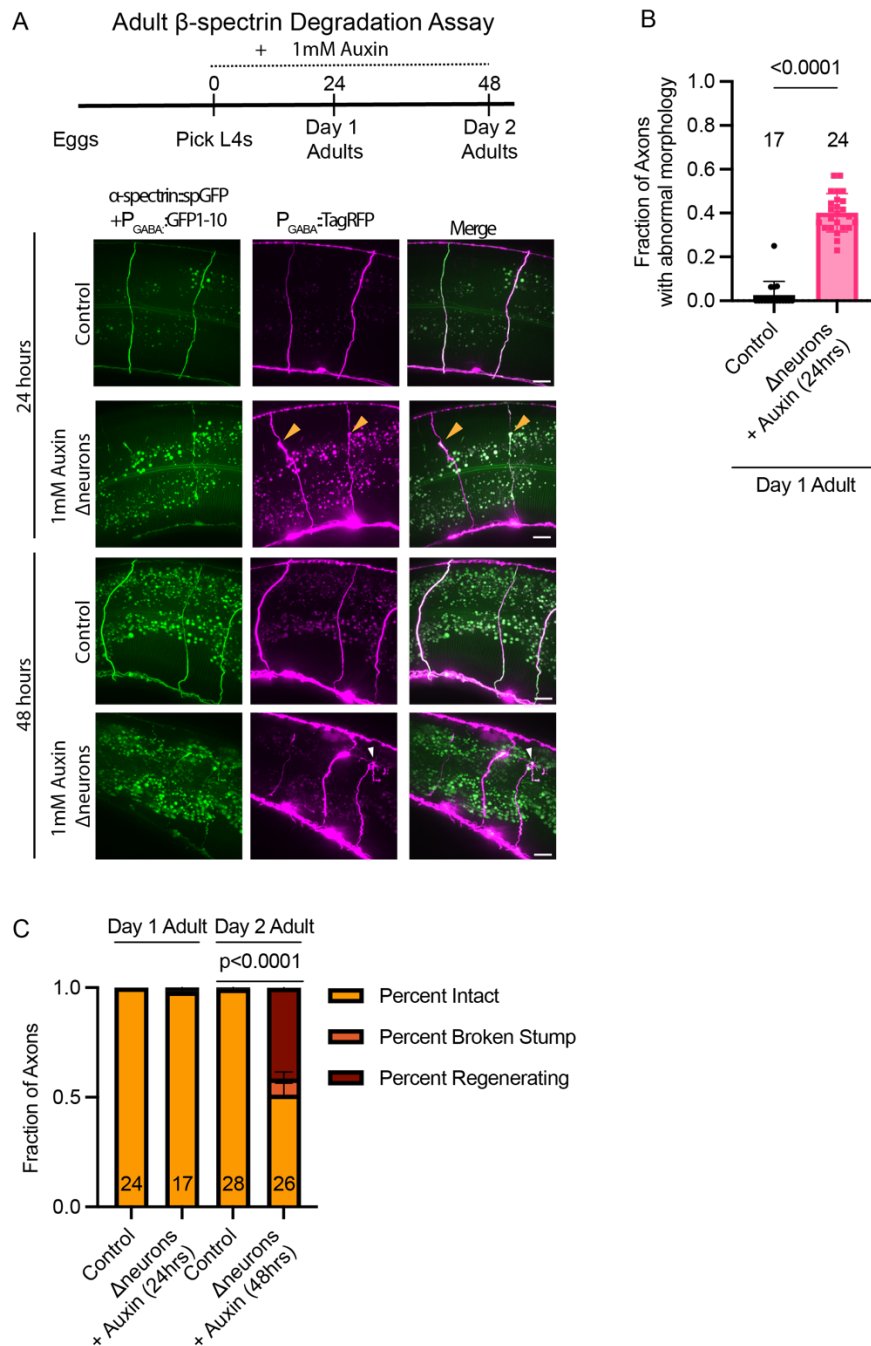 A
Adult β-spectrin Degradation Assay
+ 1mM Auxin
0 24 48
Eggs Pick L4s Day 1 Adults Day 2 Adults
α-spectrin::spGFP
+PGABA:GFP1-10
PGABA::TagRFP
Merge
24 hours
Control
1mM Auxin
Δneurons
48 hours
Control
1mM Auxin
Δneurons
B
<0.0001
Fraction of Axons
with abnormal morphology
1.0
0.8
0.6
0.4
0.2
0.0
17 24
Control
Δneurons
+ Auxin (24hrs)
Day 1 Adult
C
Day 1 Adult Day 2 Adult
p<0.0001
Fraction of Axons
1.0
0.5
0.0
24 17 28 26
Control
Δneurons
+ Auxin (24hrs)
Control
Δneurons
+ Auxin (48hrs)
Percent Intact
Percent Broken Stump
Percent Regenerating